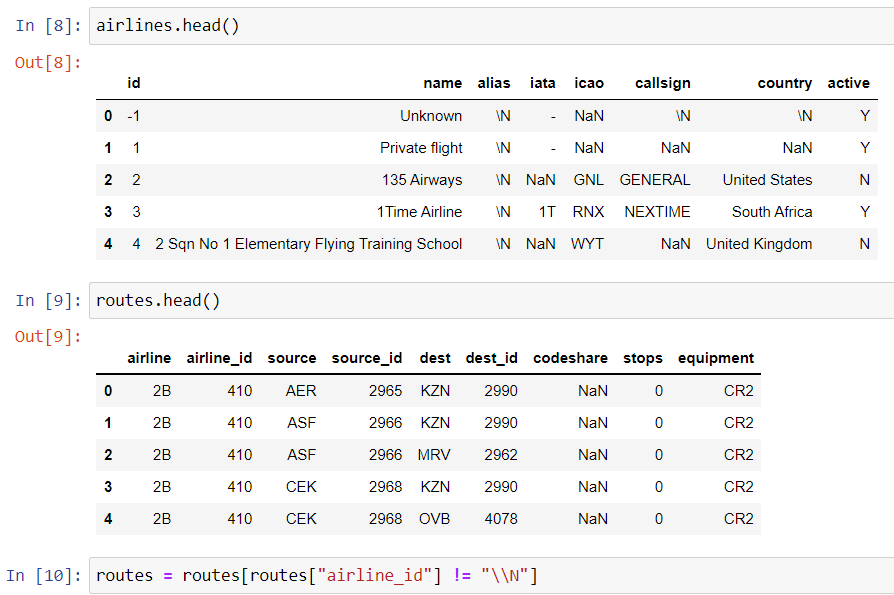 In [8]: airlines.head()
Out[8]:
id name alias iata icao callsign country active
0 -1 Unknown \N - NaN \N \N Y
1 1 Private flight \N - NaN NaN NaN Y
2 2 135 Airways \N NaN GNL GENERAL United States N
3 3 1Time Airline \N 1T RNX NEXTIME South Africa Y
4 4 2 Sqn No 1 Elementary Flying Training School \N NaN WYT NaN United Kingdom N
In [9]: routes.head()
Out[9]:
airline airline_id source source_id dest dest_id codeshare stops equipment
0 2B 410 AER 2965 KZN 2990 NaN 0 CR2
1 2B 410 ASF 2966 KZN 2990 NaN 0 CR2
2 2B 410 ASF 2966 MRV 2962 NaN 0 CR2
3 2B 410 CEK 2968 KZN 2990 NaN 0 CR2
4 2B 410 CEK 2968 OVB 4078 NaN 0 CR2
In [10]: routes = routes[routes["airline_id"] != "\\N"]